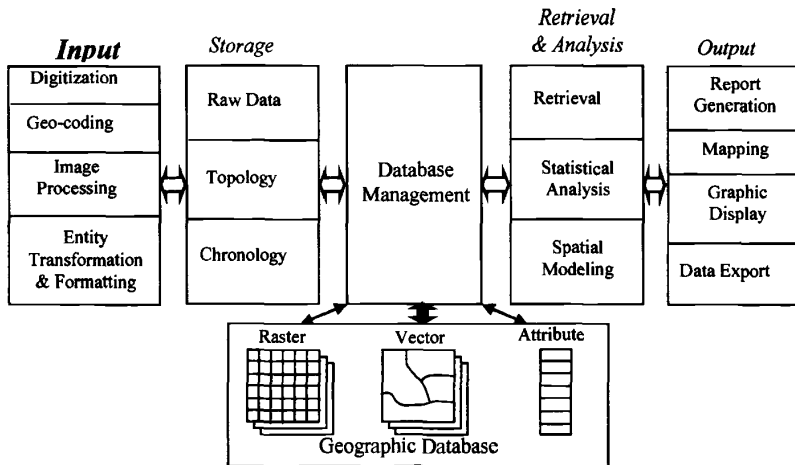 Input
Digitization
Geo-coding
Image
Processing
Entity
Transformation
& Formatting
Storage
Raw Data
Topology
Chronology
Database
Management
Retrieval
& Analysis
Retrieval
Statistical
Analysis
Spatial
Modeling
Output
Report
Generation
Mapping
Graphic
Display
Data Export
Raster
Vector
Attribute
Geographic Database